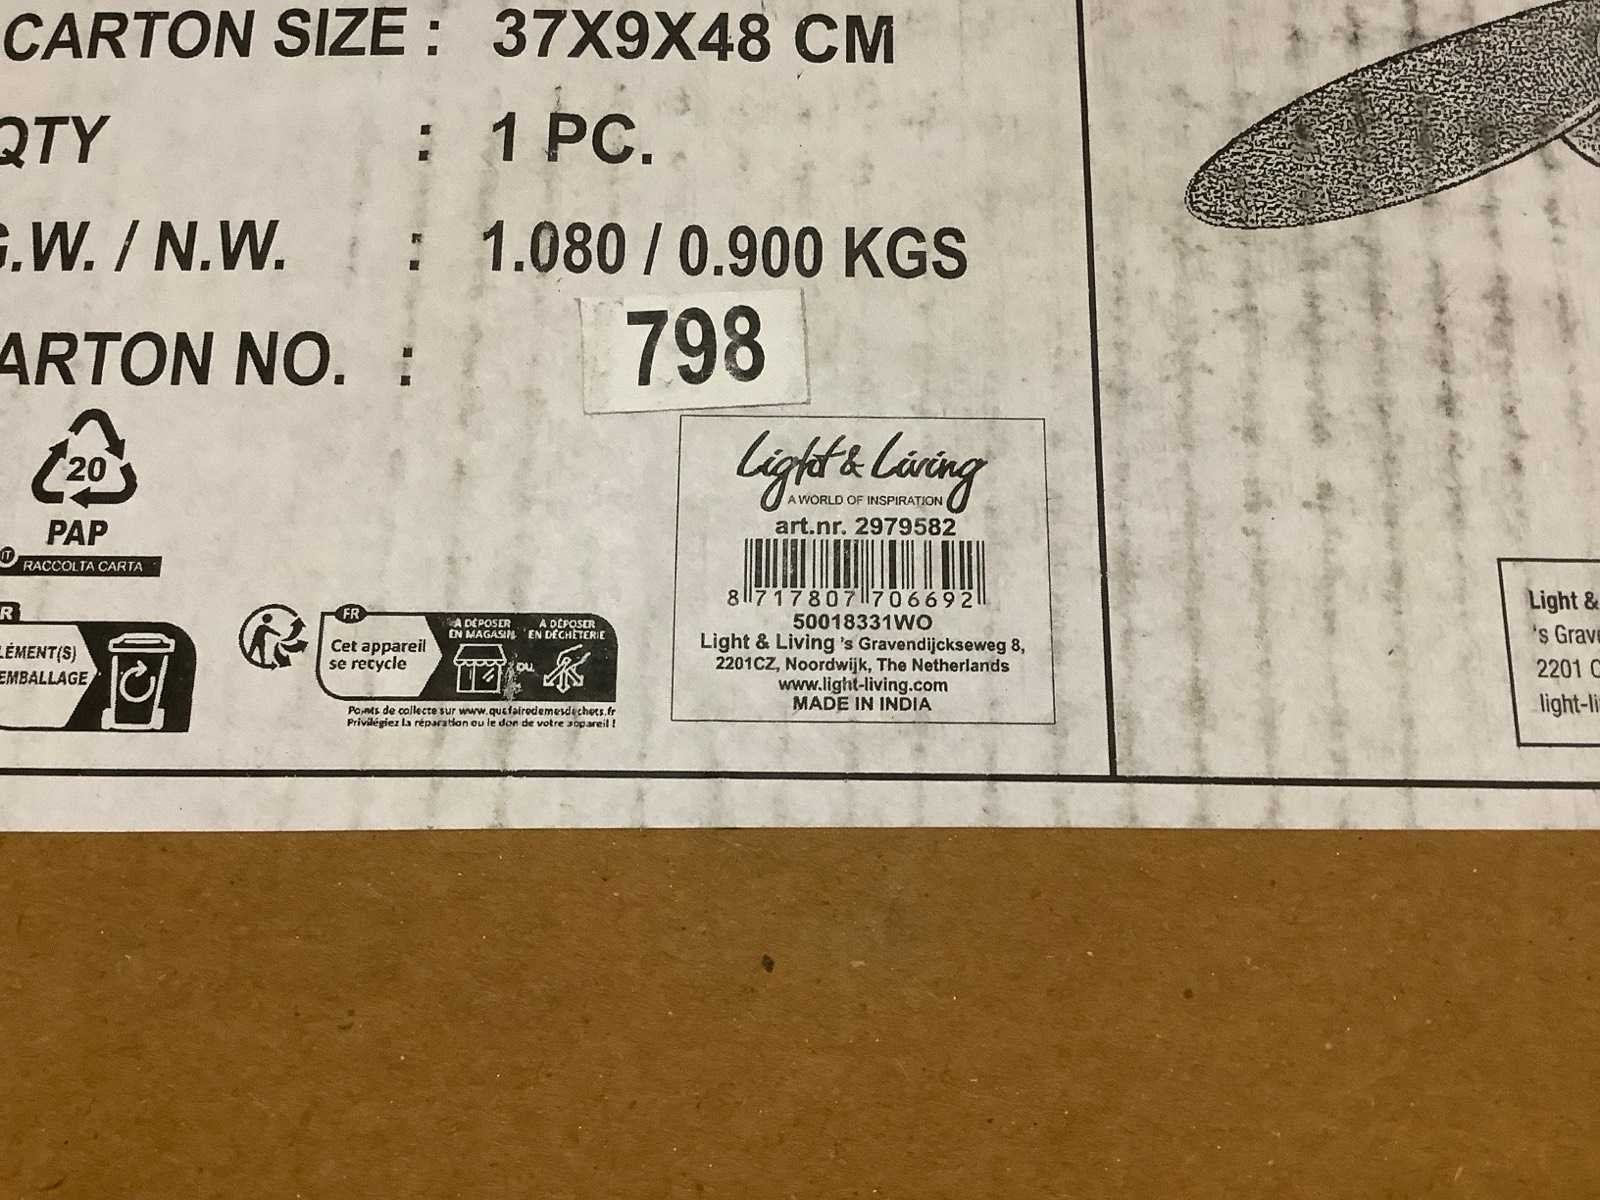 CARTON SIZE : 37X9X48 CM
QTY : 1 PC.
G.W. / N.W. : 1.080 / 0.900 KGS
CARTON NO. : 798
20
PAP
IT RACCOLTA CARTA
ÉLÉMENT(S)
EMBALLAGE
FR
Cet appareil
se recycle
À DÉPOSER
EN MAGASIN
OU
À DÉPOSER
EN DÉCHÈTERIE
Points de collecte sur www.quefairedemesdechets.fr
Privilégiez la réparation ou le don de votre appareil !
Light & Living
A WORLD OF INSPIRATION
art.nr. 2979582
8 717807 706692
50018331WO
Light & Living 's Gravendijckseweg 8,
2201CZ, Noordwijk, The Netherlands
www.light-living.com
MADE IN INDIA
Light &
's Grave
2201 C
light-li